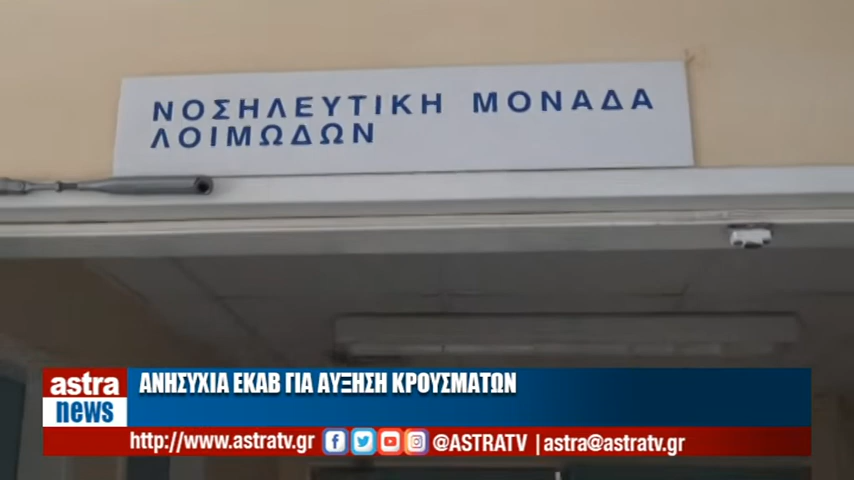 ΝΟΣΗΛΕΥΤΙΚΗ ΜΟΝΑΔΑ
ΛΟΙΜΩΔΩΝ
astra
news
ΑΝΗΣΥΧΙΑ ΕΚΑΒ ΓΙΑ ΑΥΞΗΣΗ ΚΡΟΥΣΜΑΤΩΝ
http://www.astratv.gr @ASTRATV | astra@astratv.gr